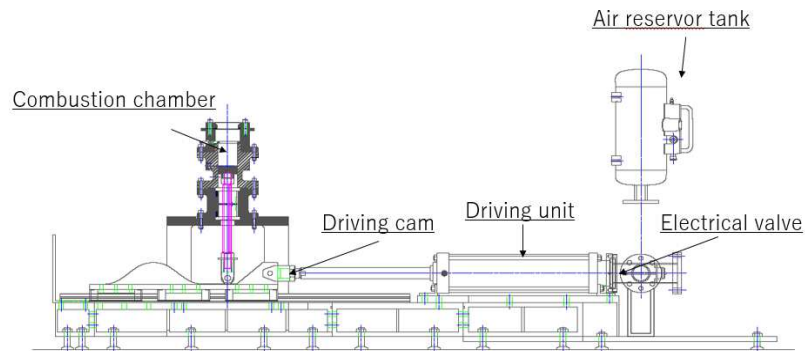 Air reservor tank
Combustion chamber
Driving cam
Driving unit
Electrical valve